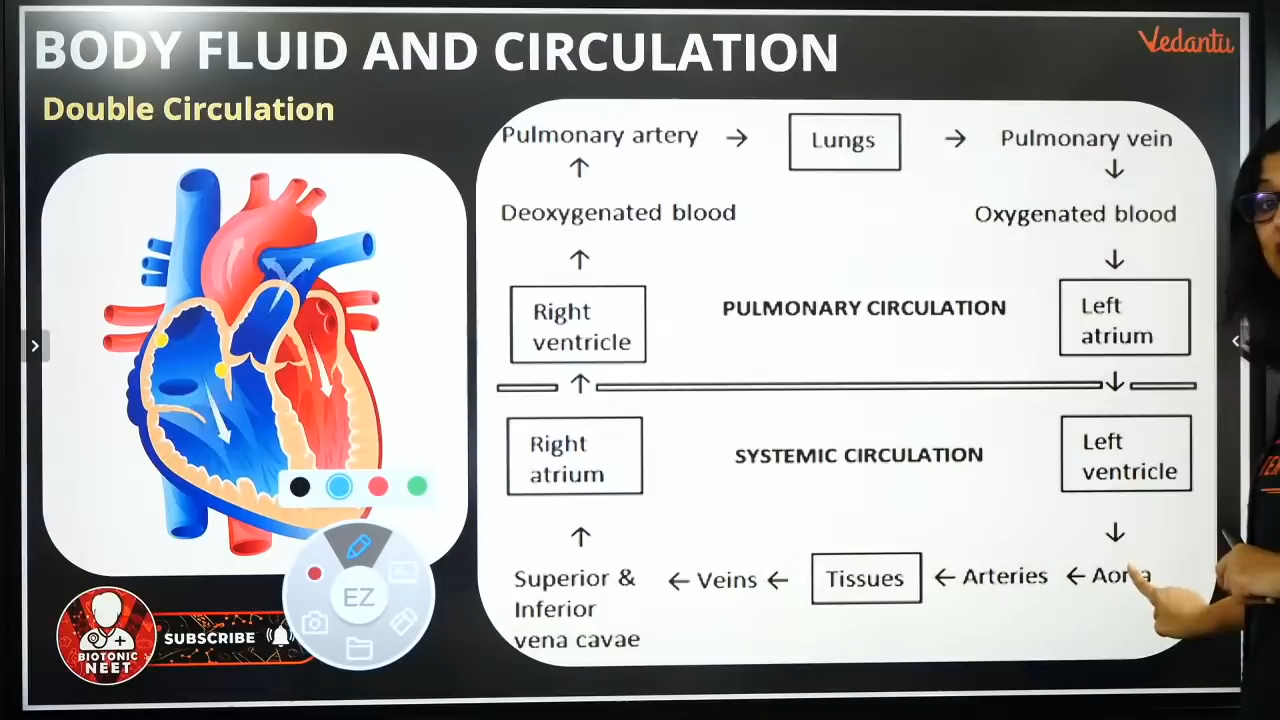 BODY FLUID AND CIRCULATION
Vedantu
Double Circulation
Pulmonary artery → Lungs → Pulmonary vein
↑ ↓
Deoxygenated blood Oxygenated blood
↑ ↓
Right
ventricle
PULMONARY CIRCULATION
Left
atrium
↑ ↓
Right
atrium
SYSTEMIC CIRCULATION
Left
ventricle
↑ ↓
Superior &
Inferior
vena cavae
← Veins ← Tissues ← Arteries ←
EZ
SUBSCRIBE
BIOTONIC
NEET